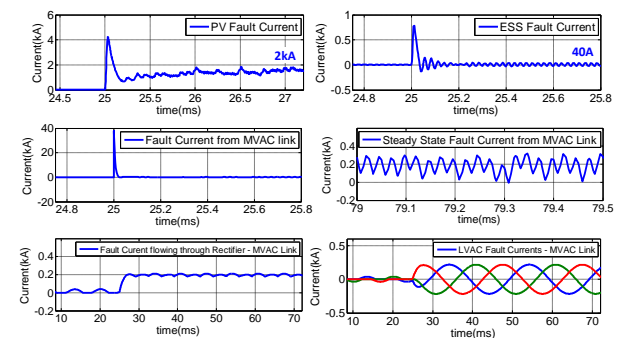 PV Fault Current
2kA
Current(kA)
6
4
2
0
24.5 25 25.5 26 26.5 27
time(ms)
ESS Fault Current
40A
Current(kA)
1
0.5
0
-0.5
24.8 25 25.2 25.4 25.6 25.8
time(ms)
Fault Current from MVAC link
Current(kA)
40
20
0
-20
24.8 25 25.2 25.4 25.6 25.8
time(ms)
Steady State Fault Current from MVAC Link
Current(kA)
0.4
0.2
0
-0.2
79 79.1 79.2 79.3 79.4 79.5
time(ms)
Fault Curent flowing through Rectifier - MVAC Link
Current(kA)
0.6
0.4
0.2
0
-0.2
10 20 30 40 50 60 70
time(ms)
LVAC Fault Currents - MVAC Link
Current(kA)
0.5
0
-0.5
10 20 30 40 50 60 70
time(ms)